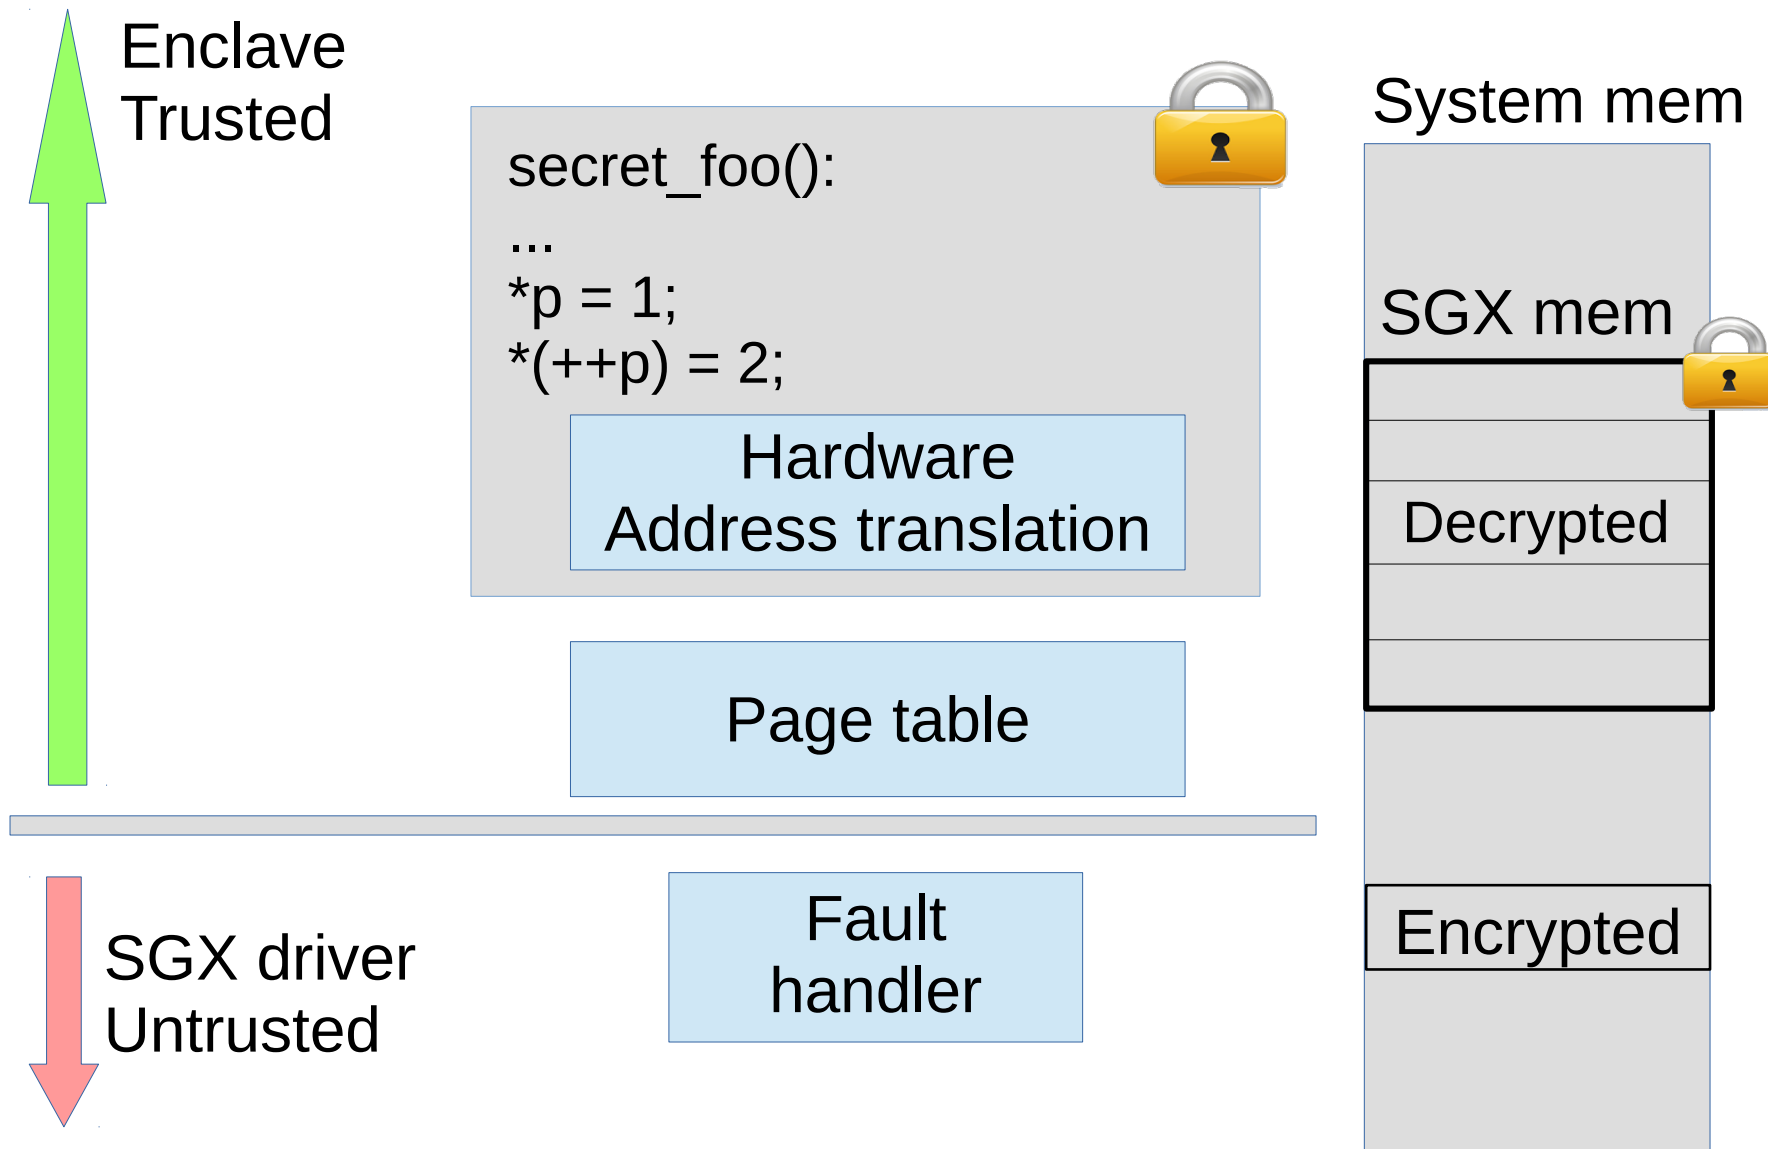 Enclave
Trusted
secret_foo():
...
*p = 1;
*(++p) = 2;
Hardware
Address translation
Page table
SGX driver
Untrusted
Fault
handler
System mem
SGX mem
Decrypted
Encrypted